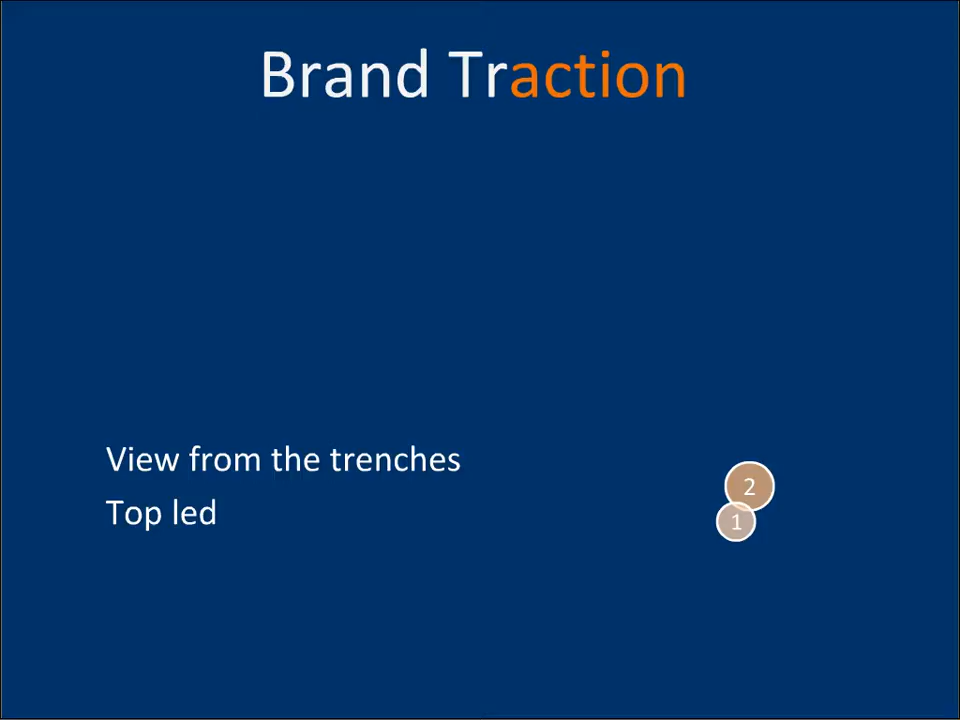 Brand Traction
View from the trenches
2
Top led
1